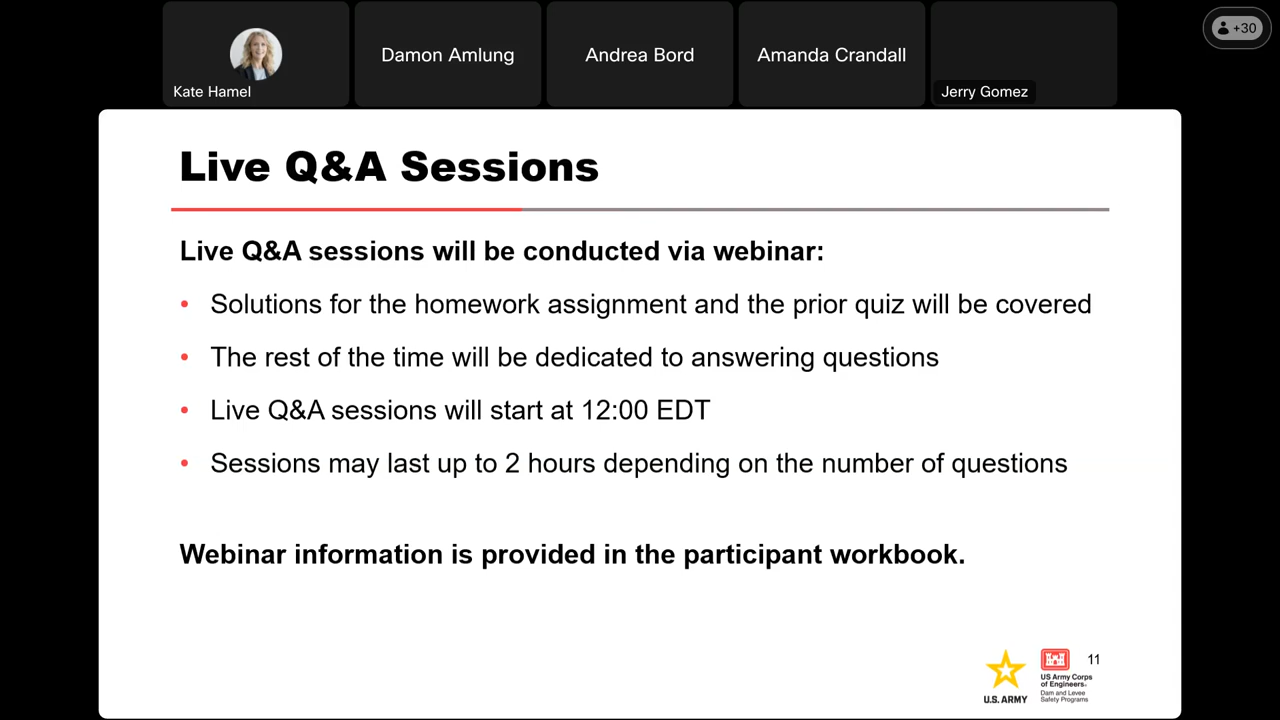 Kate Hamel
Damon Amlung
Andrea Bord
Amanda Crandall
Jerry Gomez
+30
Live Q&A Sessions
Live Q&A sessions will be conducted via webinar:
• Solutions for the homework assignment and the prior quiz will be covered
• The rest of the time will be dedicated to answering questions
• Live Q&A sessions will start at 12:00 EDT
• Sessions may last up to 2 hours depending on the number of questions
Webinar information is provided in the participant workbook.
U.S. ARMY
US Army Corps
of Engineers®
Dam and Levee
Safety Programs
11